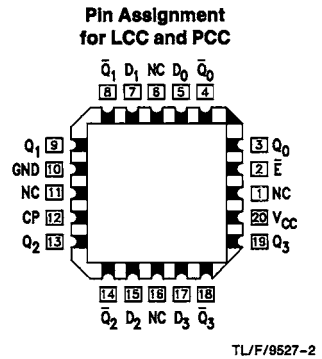 Pin Assignment
for LCC and PCC
Q̅1 D1 NC D0 Q̅0
8 7 6 5 4
Q1 9 3 Q0
GND 10 2 E̅
NC 11 1 NC
CP 12 20 VCC
Q2 13 19 Q3
14 15 16 17 18
Q̅2 D2 NC D3 Q̅3
TL/F/9527-2